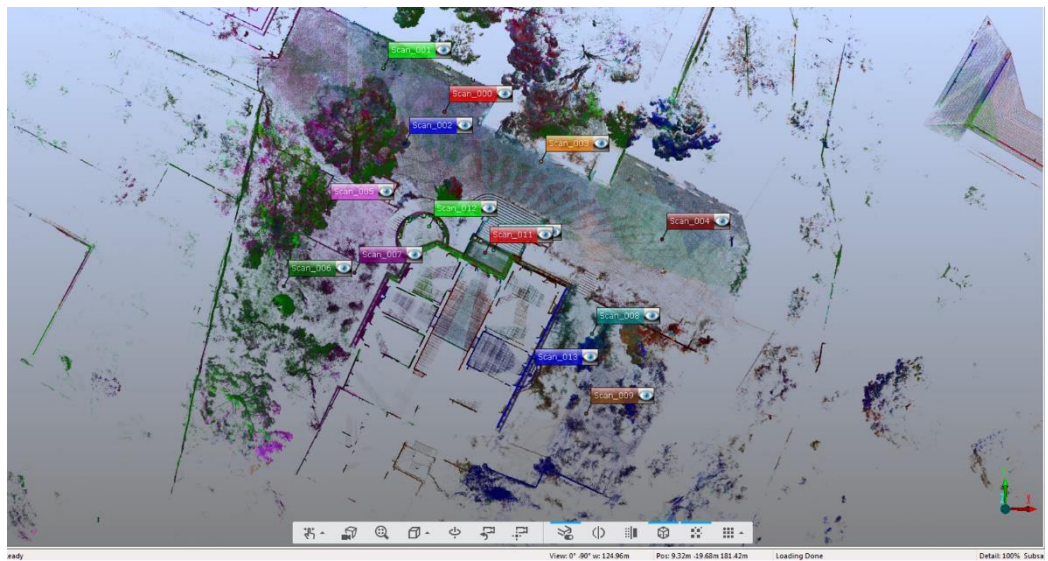 Scan_001
Scan_000
Scan_002
Scan_003
Scan_005
Scan_012
Scan_004
Scan_011
Scan_007
Scan_006
Scan_008
Scan_013
Scan_009
eady
View: 0° -90° w: 124.96m
Pos: 9.32m -19.68m 181.42m
Loading Done
Detail: 100% Subsa